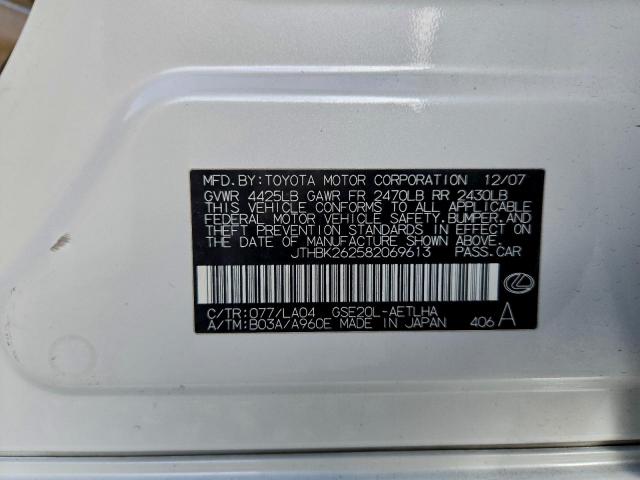 MFD. BY: TOYOTA MOTOR CORPORATION 12/07
GVWR 4425LB GAWR FR 2470LB RR 2430LB
THIS VEHICLE CONFORMS TO ALL APPLICABLE
FEDERAL MOTOR VEHICLE SAFETY, BUMPER, AND
THEFT PREVENTION STANDARDS IN EFFECT ON
THE DATE OF MANUFACTURE SHOWN ABOVE.
JTHBK262582069613 PASS. CAR
C/TR: 077/LA04 GSE20L-AETLHA
A/TM: B03A/A960E MADE IN JAPAN 406 A